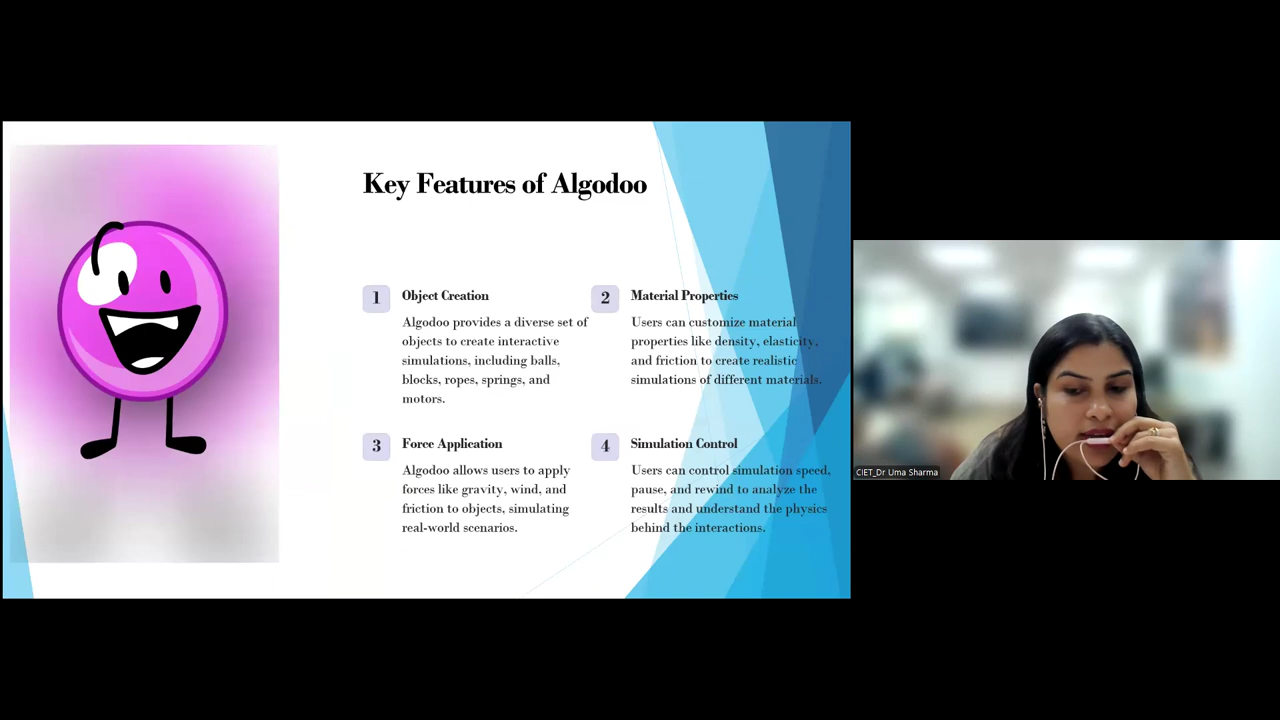 Key Features of Algodoo
1
Object Creation
Algodoo provides a diverse set of
objects to create interactive
simulations, including balls,
blocks, ropes, springs, and
motors.
2
Material Properties
Users can customize material
properties like density, elasticity,
and friction to create realistic
simulations of different materials.
3
Force Application
Algodoo allows users to apply
forces like gravity, wind, and
friction to objects, simulating
real-world scenarios.
4
Simulation Control
Users can control simulation speed,
pause, and rewind to analyze the
results and understand the physics
behind the interactions.
CIET_Dr Uma Sharma